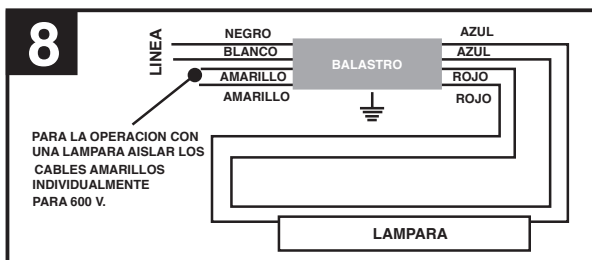 8
LINEA
NEGRO
BLANCO
AMARILLO
AMARILLO
BALASTRO
AZUL
AZUL
ROJO
ROJO
PARA LA OPERACION CON
UNA LAMPARA AISLAR LOS
CABLES AMARILLOS
INDIVIDUALMENTE
PARA 600 V.
LAMPARA